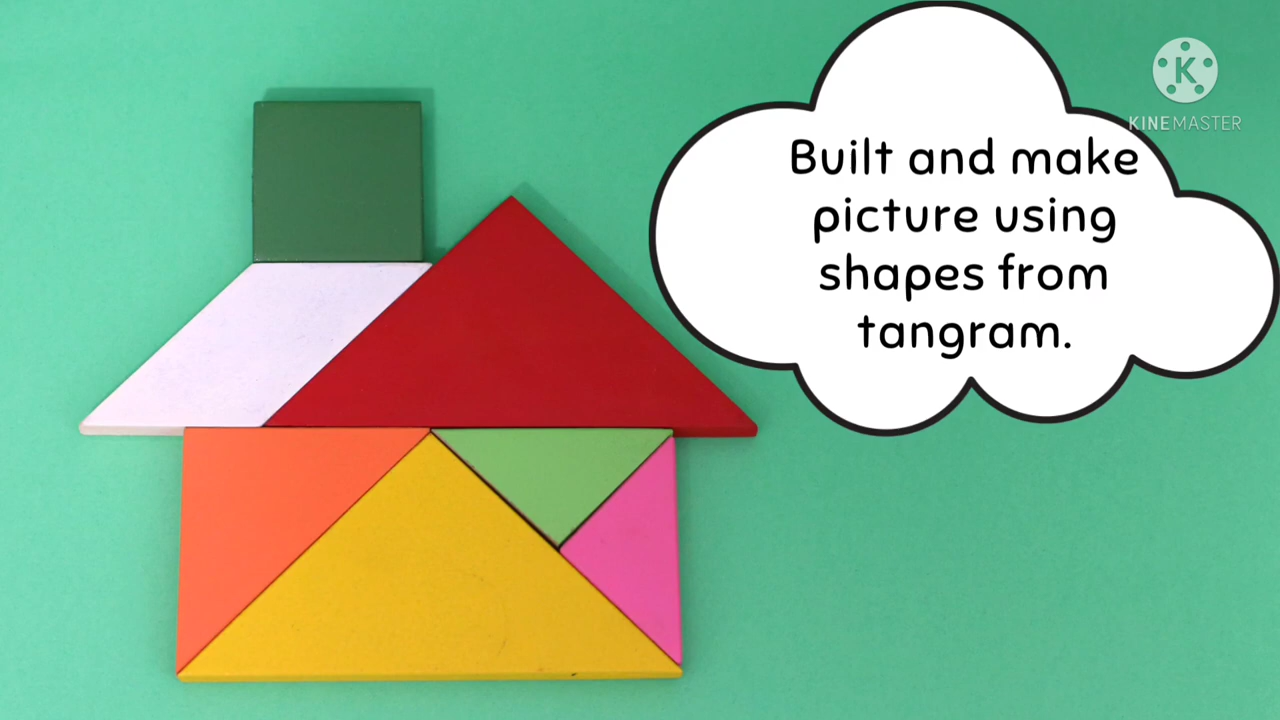 K
KINEMASTER
Built and make
picture using
shapes from
tangram.